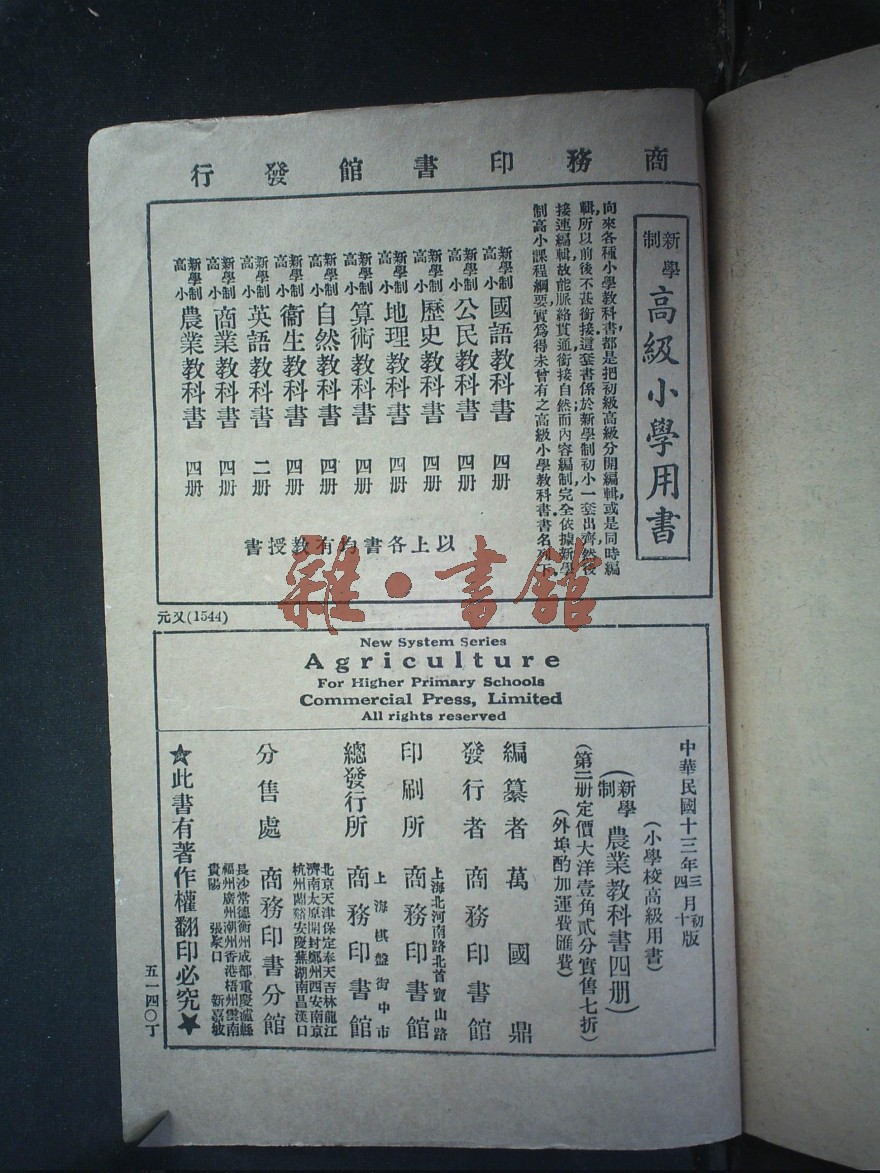 商務印書館發行
新學制高級小學用書
向來各種小學教科書都是把初級高級分開編輯,或是同時編
輯,所以前後不甚銜接,這套書係於新學制初小一套出齊然後
接連編輯故能脈絡貫通,銜接自然;而內容編制,完全依據新學
制高小課程綱要,實爲得未曾有之高級小學教科書書名列下
新學制高小 國語教科書 四册
新學制高小 公民教科書 四册
新學制高小 歷史教科書 四册
新學制高小 地理教科書 四册
新學制高小 算術教科書 四册
新學制高小 自然教科書 四册
新學制高小 衞生教科書 四册
新學制高小 英語教科書 二册
新學制高小 商業教科書 四册
新學制高小 農業教科書 四册
以上各書均有教授書
雜·書館
元又(1544)
New System Series
Agriculture
For Higher Primary Schools
Commercial Press, Limited
All rights reserved
中華民國十三年三四月初十版
(小學校高級用書)
(新學制農業教科書四册)
(第二册定價大洋壹角貳分實售七折)
(外埠酌加運費匯費)
編纂者 萬國鼎
發行者 商務印書館
上海北河南路北首寶山路
印刷所 商務印書館
上海棋盤街中市
總發行所 商務印書館
北京天津保定奉天吉林龍江
濟南太原開封鄭州西安南京
杭州蘭谿安慶蕪湖南昌漢口
分售處 商務印書分館
長沙常德衡州成都重慶瀘縣
福州廣州潮州香港梧州雲南
貴陽 張家口 新嘉坡
★此書有著作權翻印必究★
五一四〇丁